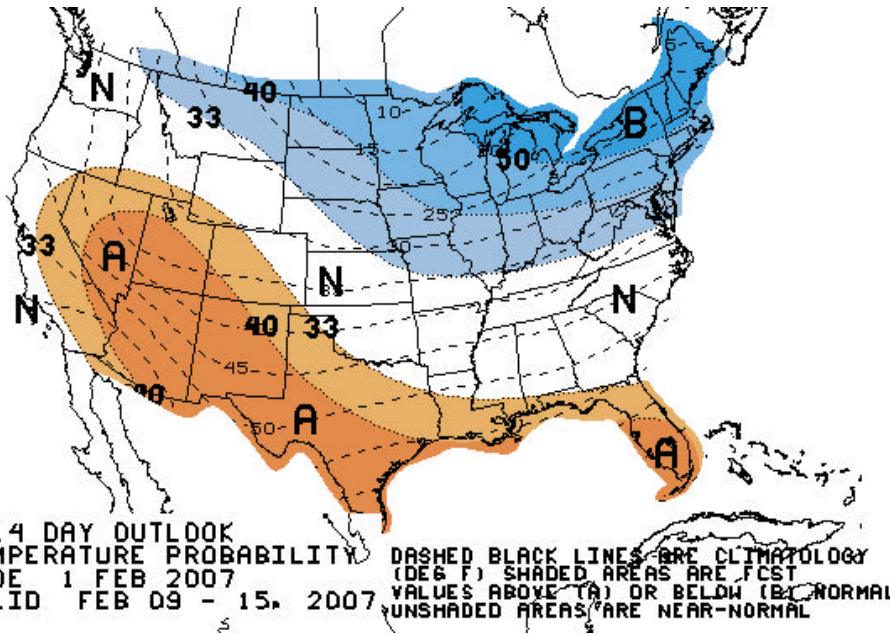 N
40
33
10
15
50
B
5
25
30
33
A
N
N
N
40
33
45
A
50
A
.4 DAY OUTLOOK
MPERATURE PROBABILITY
DE 1 FEB 2007
LID FEB 09 - 15, 2007
DASHED BLACK LINES ARE CLIMATOLOGY
(DEG F) SHADED AREAS ARE FCST
VALUES ABOVE (A) OR BELOW (B) NORMAL
UNSHADED AREAS ARE NEAR-NORMAL